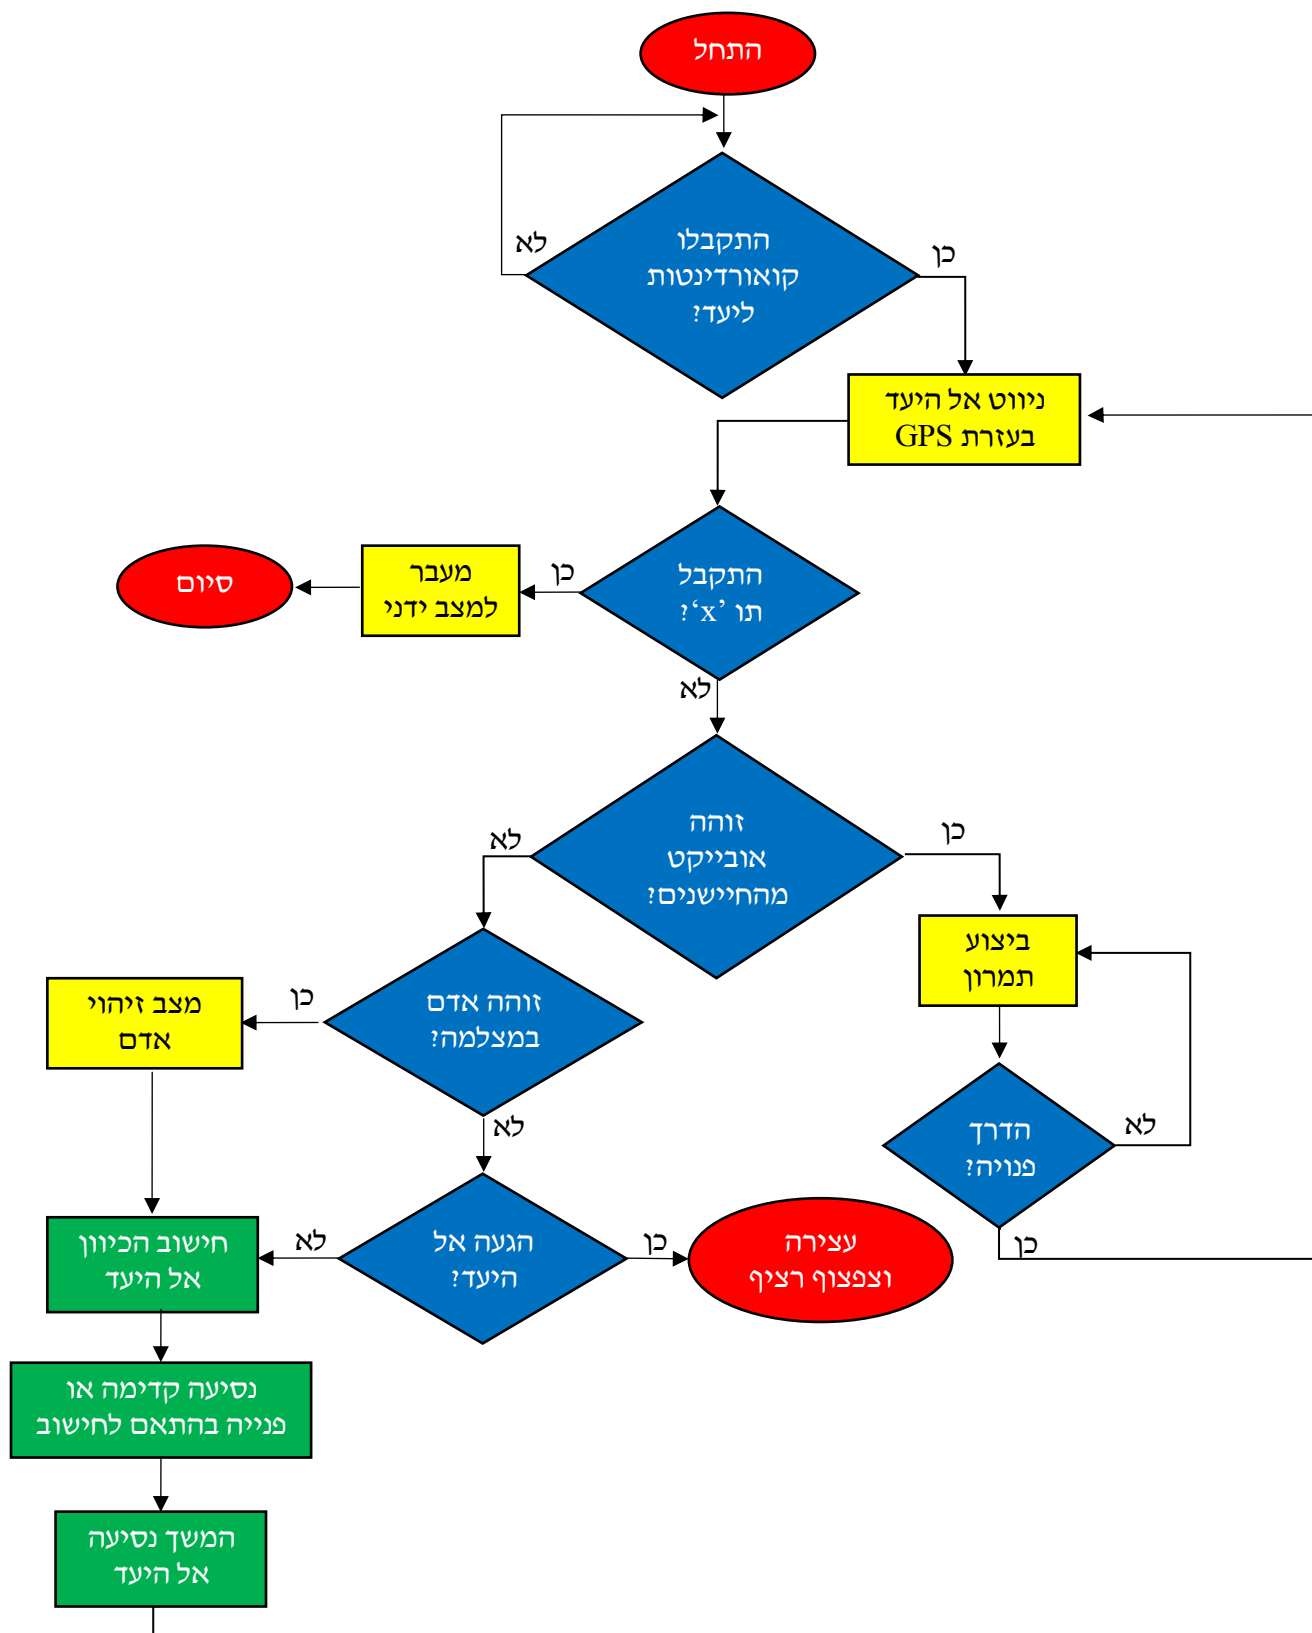 התחל
התקבלו
קואורדינטות
ליעד?
לא
כן
ניווט אל היעד
בעזרת GPS
התקבל
תו ’x‘?
כן
מעבר
למצב ידני
סיום
לא
זוהה
אובייקט
מהחיישנים?
כן
לא
ביצוע
תמרון
זוהה אדם
במצלמה?
כן
מצב זיהוי
אדם
הדרך
פנויה?
לא
כן
לא
הגעה אל
היעד?
כן
עצירה
וצפצוף רציף
לא
חישוב הכיוון
אל היעד
נסיעה קדימה או
פנייה בהתאם לחישוב
המשך נסיעה
אל היעד